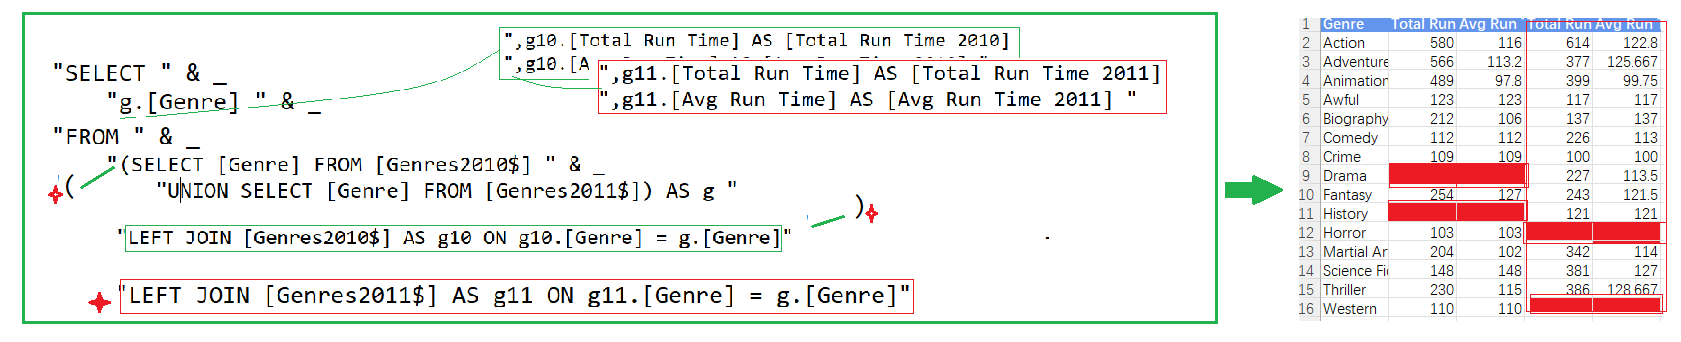 ",g10.[Total Run Time] AS [Total Run Time 2010]
",g10.[A
",g11.[Total Run Time] AS [Total Run Time 2011]
",g11.[Avg Run Time] AS [Avg Run Time 2011] "
"SELECT " & _
"g.[Genre] " & _
"FROM " & _
"(SELECT [Genre] FROM [Genres2010$] " & _
(
"UNION SELECT [Genre] FROM [Genres2011$]) AS g "
)
"LEFT JOIN [Genres2010$] AS g10 ON g10.[Genre] = g.[Genre]"
"LEFT JOIN [Genres2011$] AS g11 ON g11.[Genre] = g.[Genre]"
1 Genre Total Run Avg Run Total Run Avg Run
2 Action 580 116 614 122.8
3 Adventure 566 113.2 377 125.667
4 Animation 489 97.8 399 99.75
5 Awful 123 123 117 117
6 Biography 212 106 137 137
7 Comedy 112 112 226 113
8 Crime 109 109 100 100
9 Drama 227 113.5
10 Fantasy 254 127 243 121.5
11 History 121 121
12 Horror 103 103
13 Martial Ar 204 102 342 114
14 Science Fi 148 148 381 127
15 Thriller 230 115 386 128.667
16 Western 110 110